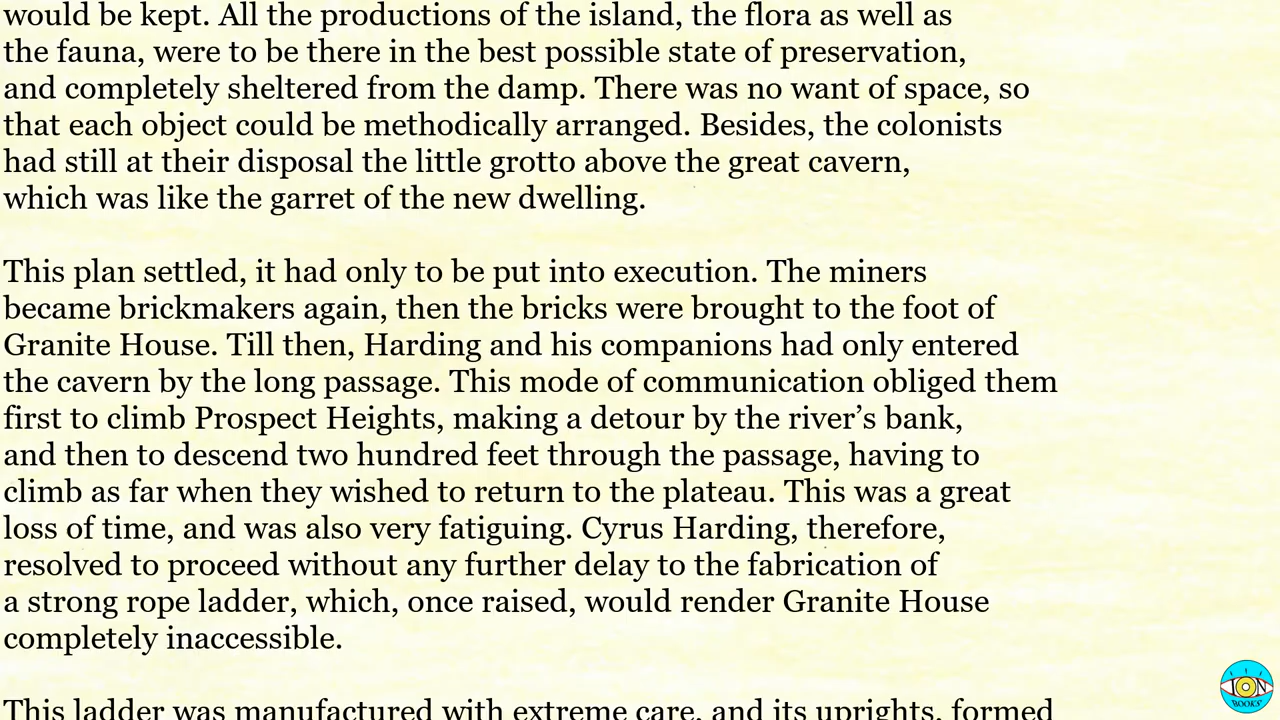 would be kept. All the productions of the island, the flora as well as
the fauna, were to be there in the best possible state of preservation,
and completely sheltered from the damp. There was no want of space, so
that each object could be methodically arranged. Besides, the colonists
had still at their disposal the little grotto above the great cavern,
which was like the garret of the new dwelling.
This plan settled, it had only to be put into execution. The miners
became brickmakers again, then the bricks were brought to the foot of
Granite House. Till then, Harding and his companions had only entered
the cavern by the long passage. This mode of communication obliged them
first to climb Prospect Heights, making a detour by the river’s bank,
and then to descend two hundred feet through the passage, having to
climb as far when they wished to return to the plateau. This was a great
loss of time, and was also very fatiguing. Cyrus Harding, therefore,
resolved to proceed without any further delay to the fabrication of
a strong rope ladder, which, once raised, would render Granite House
completely inaccessible.
This ladder was manufactured with extreme care, and its uprights, formed
ION
BOOKS